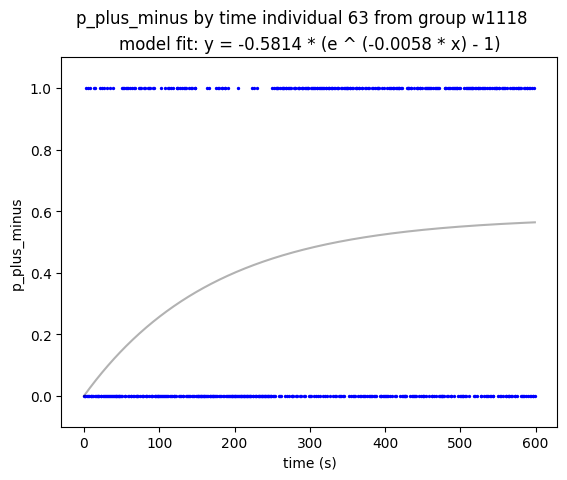 p_plus_minus by time individual 63 from group w1118
model fit: y = -0.5814 * (e ^ (-0.0058 * x) - 1)
1.0
0.8
0.6
0.4
0.2
0.0
p_plus_minus
0 100 200 300 400 500 600
time (s)